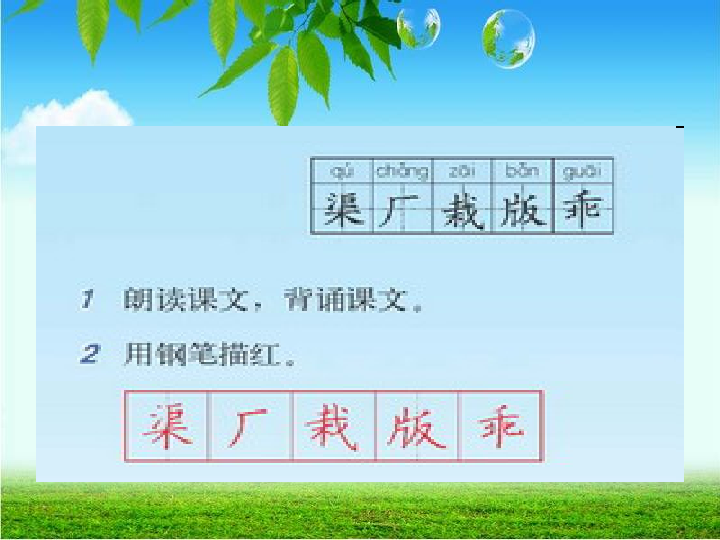 qú chǎng zāi bǎn guāi
渠 厂 栽 版 乖
1 朗读课文，背诵课文。
2 用钢笔描红。
渠 厂 栽 版 乖